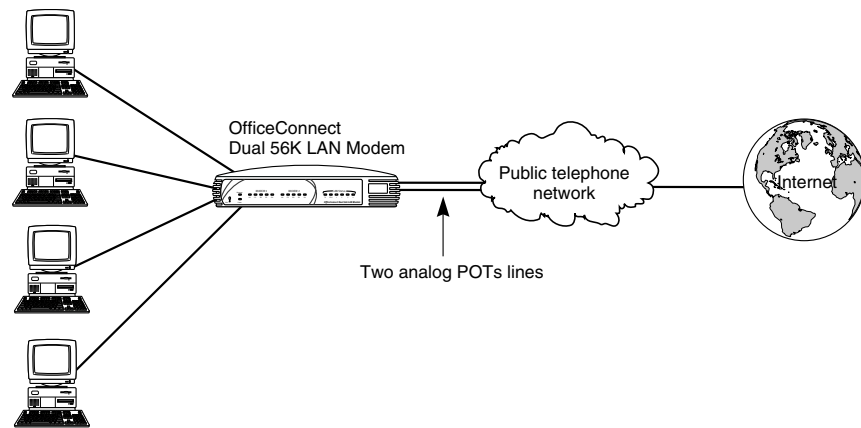 OfficeConnect
Dual 56K LAN Modem
Public telephone
network
Internet
Two analog POTs lines